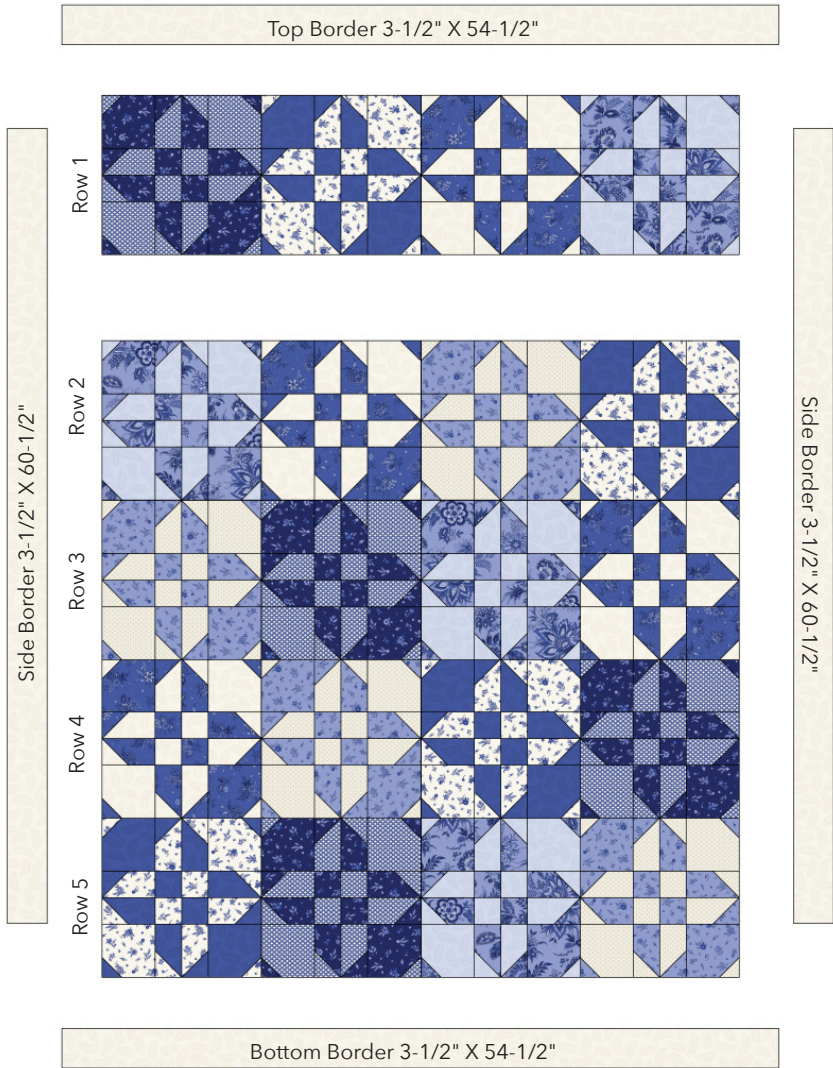 Top Border 3-1/2" X 54-1/2"
Row 1
Side Border 3-1/2" X 60-1/2"
Side Border 3-1/2" X 60-1/2"
Row 2
Row 3
Row 4
Row 5
Bottom Border 3-1/2" X 54-1/2"